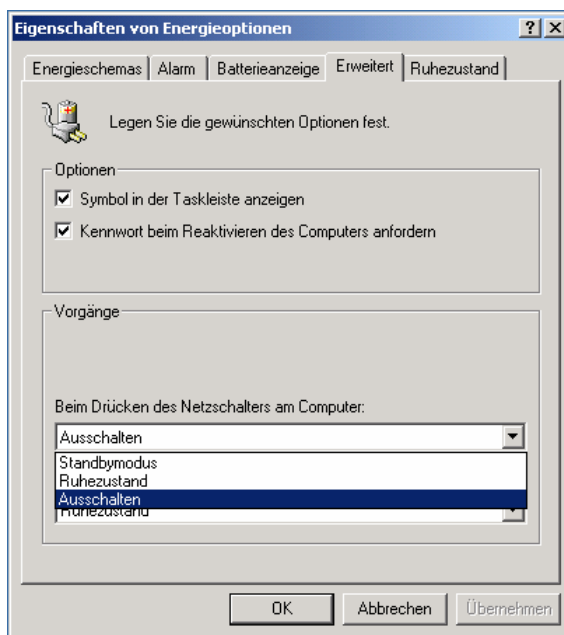 Eigenschaften von Energieoptionen
Energieschemas Alarm Batterieanzeige Erweitert Ruhezustand
Legen Sie die gewünschten Optionen fest.
Optionen
Symbol in der Taskleiste anzeigen
Kennwort beim Reaktivieren des Computers anfordern
Vorgänge
Beim Drücken des Netzschalters am Computer:
Ausschalten
Standbymodus
Ruhezustand
Ausschalten
Ruhezustand
OK Abbrechen Übernehmen